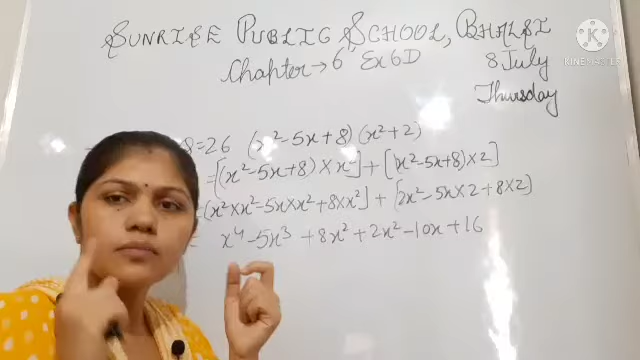 SUNRISE PUBLIC SCHOOL, BHALSI
Chapter → 6 Ex 6D
8 July
Thursday
KINEMASTER
8=26 (x²-5x+8) (x²+2)
=[(x²-5x+8)×x²]+[(x²-5x+8)×2]
=(x²×x²-5x×x²+8×x²]+[2x²-5x×2+8×2]
= x⁴-5x³+8x²+2x²-10x+16